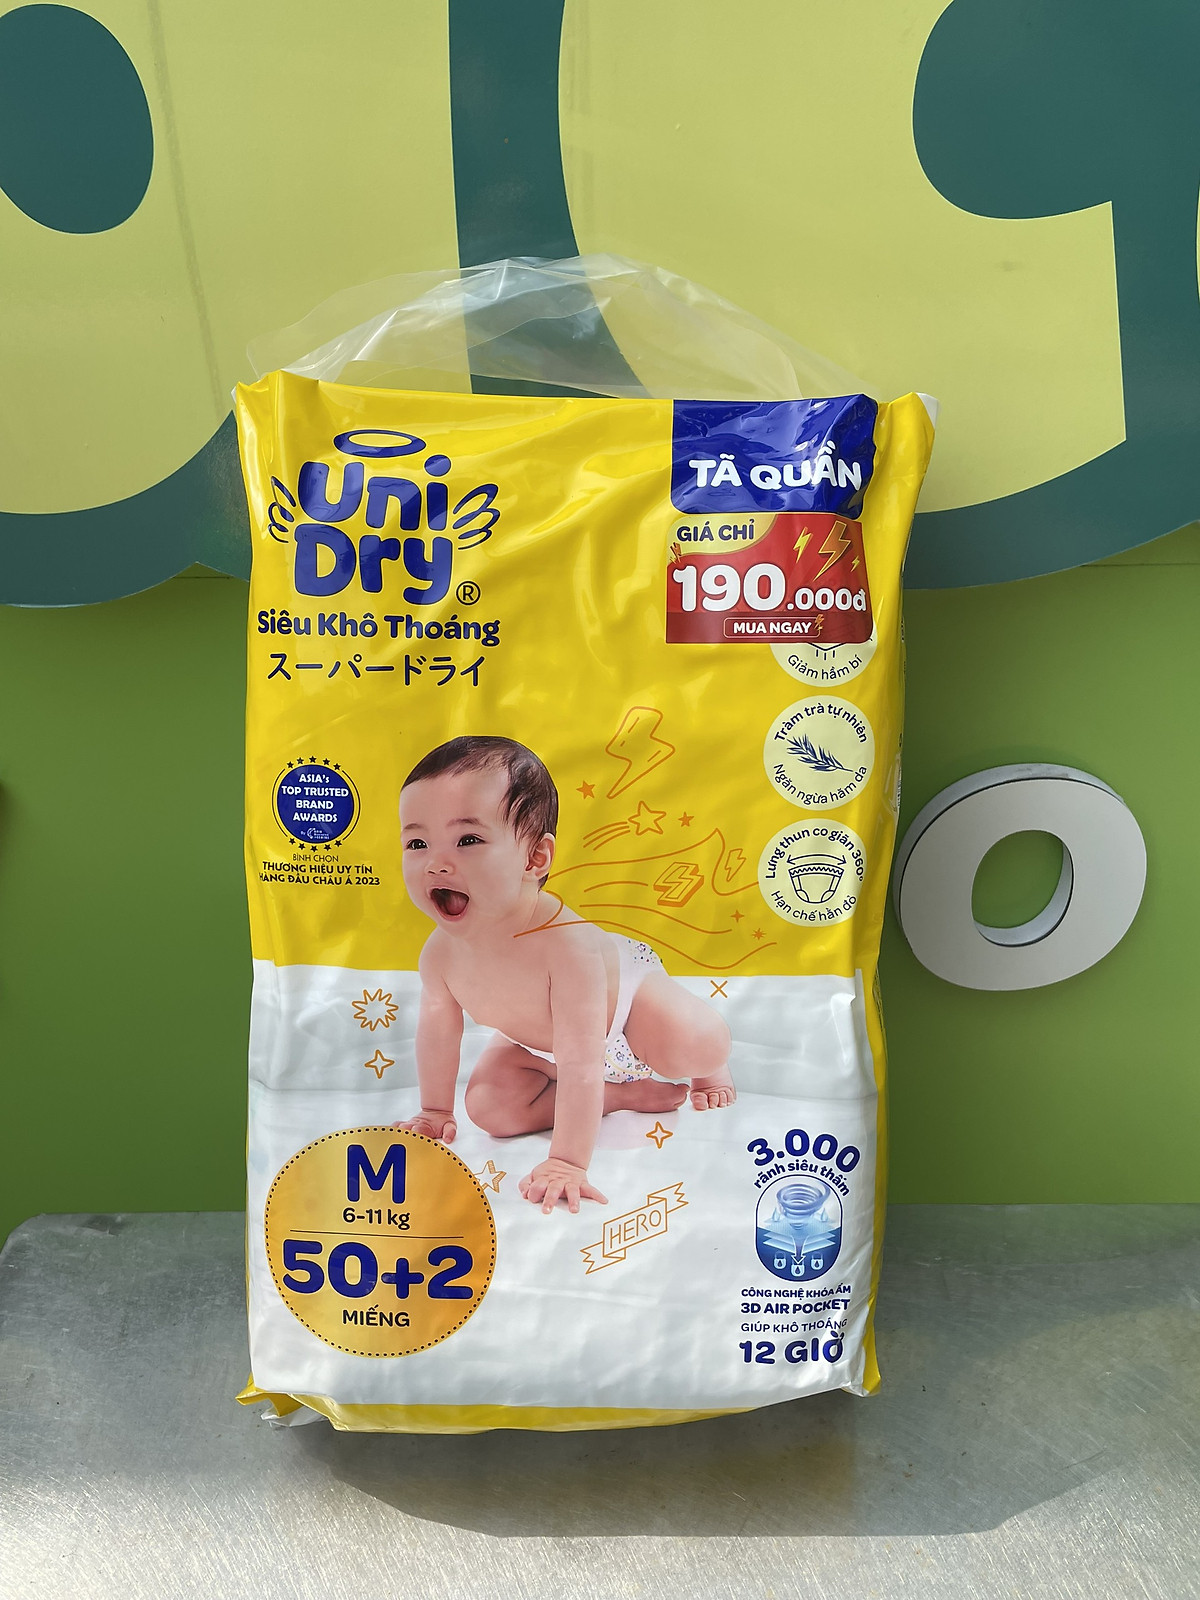 Uni
Dry®
Siêu Khô Thoáng
スーパードライ
TÃ QUẦN
GIÁ CHỈ
190.000đ
MUA NGAY
Giảm hầm bí
Tràm trà tự nhiên
Ngăn ngừa hăm da
Lưng thun co giãn 360°
Hạn chế hằn đỏ
ASIA's
TOP TRUSTED
BRAND
AWARDS
BÌNH CHỌN
THƯƠNG HIỆU UY TÍN
HÀNG ĐẦU CHÂU Á 2023
M
6-11 kg
50+2
MIẾNG
HERO
3.000
rãnh siêu thấm
CÔNG NGHỆ KHÓA ẨM
3D AIR POCKET
GIÚP KHÔ THOÁNG
12 GIỜ
O